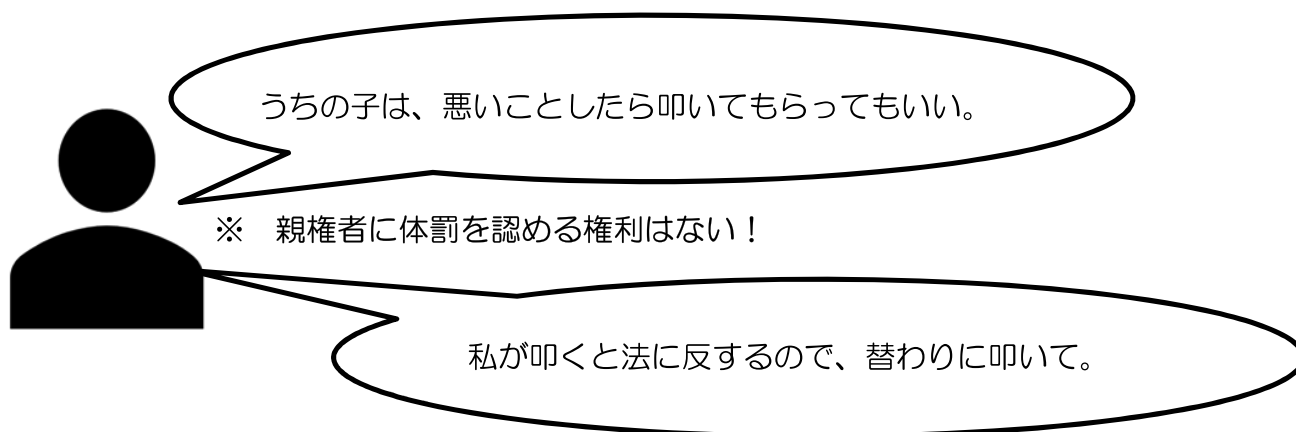 うちの子は、悪いことしたら叩いてもらってもいい。
※　親権者に体罰を認める権利はない！
私が叩くと法に反するので、替わりに叩いて。